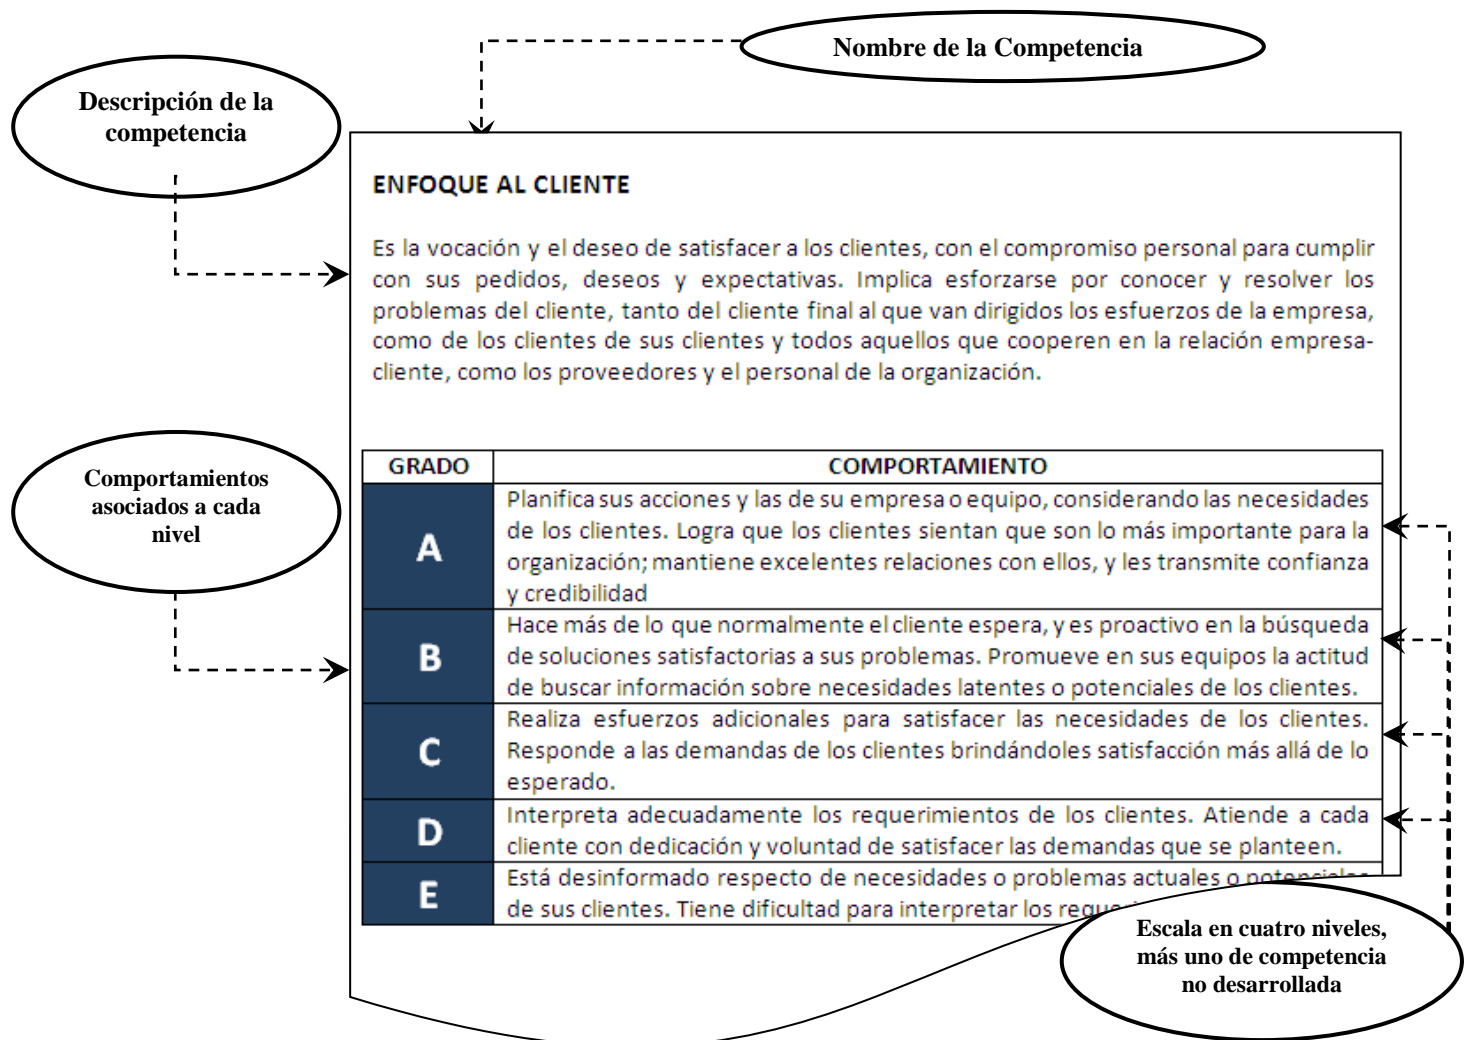 Nombre de la Competencia
Descripción de la
competencia
ENFOQUE AL CLIENTE
Es la vocación y el deseo de satisfacer a los clientes, con el compromiso personal para cumplir
con sus pedidos, deseos y expectativas. Implica esforzarse por conocer y resolver los
problemas del cliente, tanto del cliente final al que van dirigidos los esfuerzos de la empresa,
como de los clientes de sus clientes y todos aquellos que cooperen en la relación empresa-
cliente, como los proveedores y el personal de la organización.
Comportamientos
asociados a cada
nivel
GRADO COMPORTAMIENTO
A
Planifica sus acciones y las de su empresa o equipo, considerando las necesidades
de los clientes. Logra que los clientes sientan que son lo más importante para la
organización; mantiene excelentes relaciones con ellos, y les transmite confianza
y credibilidad
B
Hace más de lo que normalmente el cliente espera, y es proactivo en la búsqueda
de soluciones satisfactorias a sus problemas. Promueve en sus equipos la actitud
de buscar información sobre necesidades latentes o potenciales de los clientes.
C
Realiza esfuerzos adicionales para satisfacer las necesidades de los clientes.
Responde a las demandas de los clientes brindándoles satisfacción más allá de lo
esperado.
D
Interpreta adecuadamente los requerimientos de los clientes. Atiende a cada
cliente con dedicación y voluntad de satisfacer las demandas que se planteen.
E
Está desinformado respecto de necesidades o problemas actuales o potenciales
de sus clientes. Tiene dificultad para interpretar los
Escala en cuatro niveles,
más uno de competencia
no desarrollada